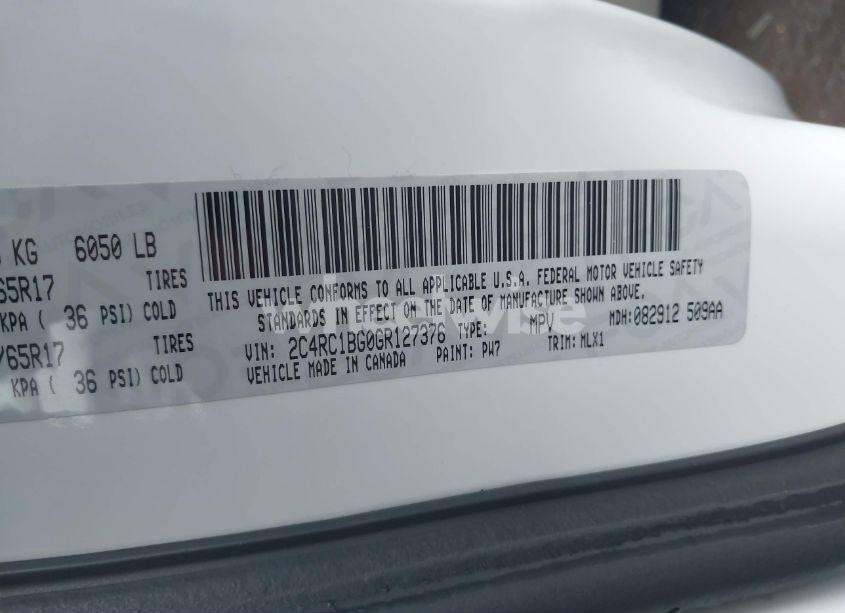 KG 6050 LB
65R17 TIRES
KPA ( 36 PSI) COLD
/65R17 TIRES
KPA ( 36 PSI) COLD
THIS VEHICLE CONFORMS TO ALL APPLICABLE U.S.A. FEDERAL MOTOR VEHICLE SAFETY
STANDARDS IN EFFECT ON THE DATE OF MANUFACTURE SHOWN ABOVE.
VIN: 2C4RC1BG0GR127376 TYPE: MPV MDH:082912 509AA
VEHICLE MADE IN CANADA PAINT: PW7 TRIM: MLX1